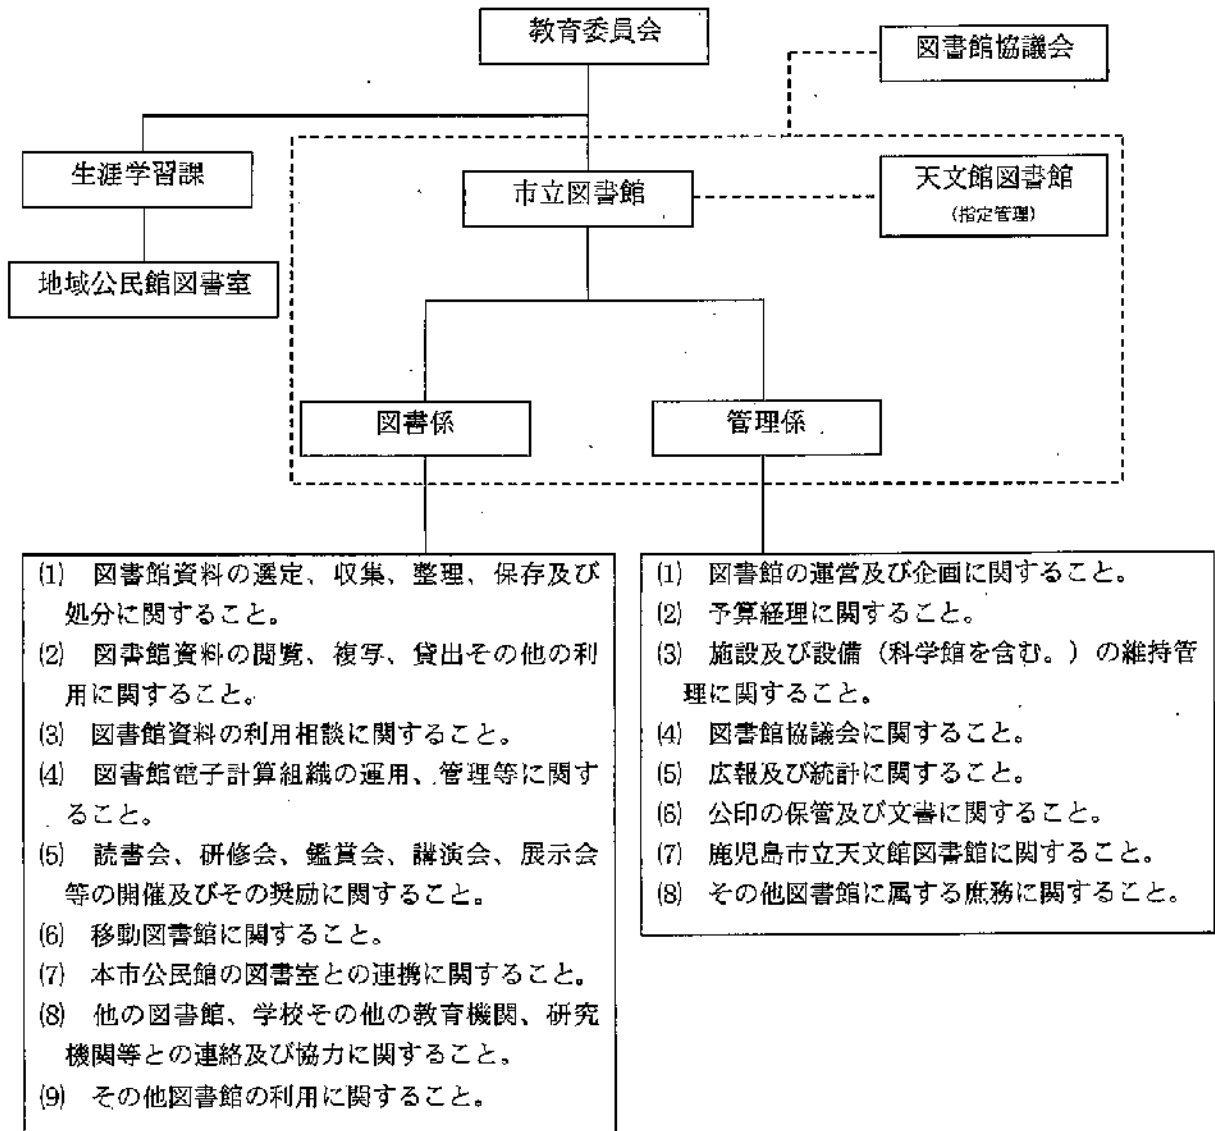 教育委員会
図書館協議会
生涯学習課
市立図書館
天文館図書館
(指定管理)
地域公民館図書室
図書係
管理係
(1) 図書館資料の選定、収集、整理、保存及び
処分に関すること。
(2) 図書館資料の閲覧、複写、貸出その他の利
用に関すること。
(3) 図書館資料の利用相談に関すること。
(4) 図書館電子計算組織の運用、管理等に関す
ること。
(5) 読書会、研修会、鑑賞会、講演会、展示会
等の開催及びその奨励に関すること。
(6) 移動図書館に関すること。
(7) 本市公民館の図書室との連携に関すること。
(8) 他の図書館、学校その他の教育機関、研究
機関等との連絡及び協力に関すること。
(9) その他図書館の利用に関すること。
(1) 図書館の運営及び企画に関すること。
(2) 予算経理に関すること。
(3) 施設及び設備（科学館を含む。）の維持管
理に関すること。
(4) 図書館協議会に関すること。
(5) 広報及び統計に関すること。
(6) 公印の保管及び文書に関すること。
(7) 鹿児島市立天文館図書館に関すること。
(8) その他図書館に属する庶務に関すること。